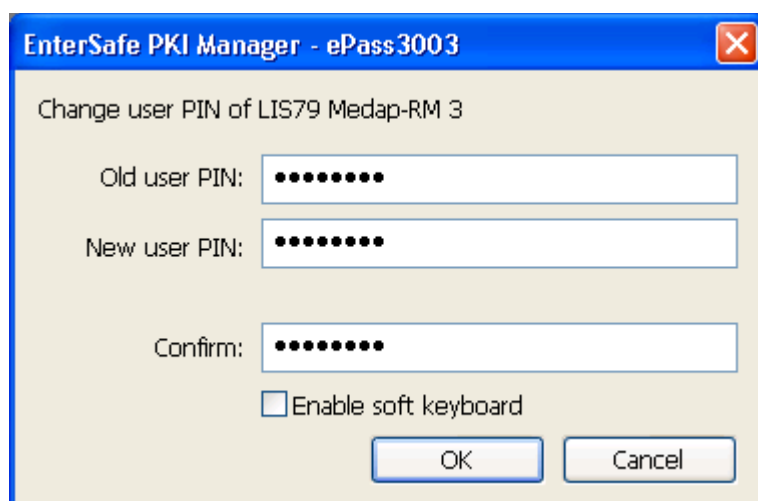 EnterSafe PKI Manager - ePass3003
Change user PIN of LIS79 Medap-RM 3
Old user PIN: ●●●●●●●●
New user PIN: ●●●●●●●●
Confirm: ●●●●●●●●
Enable soft keyboard
OK Cancel